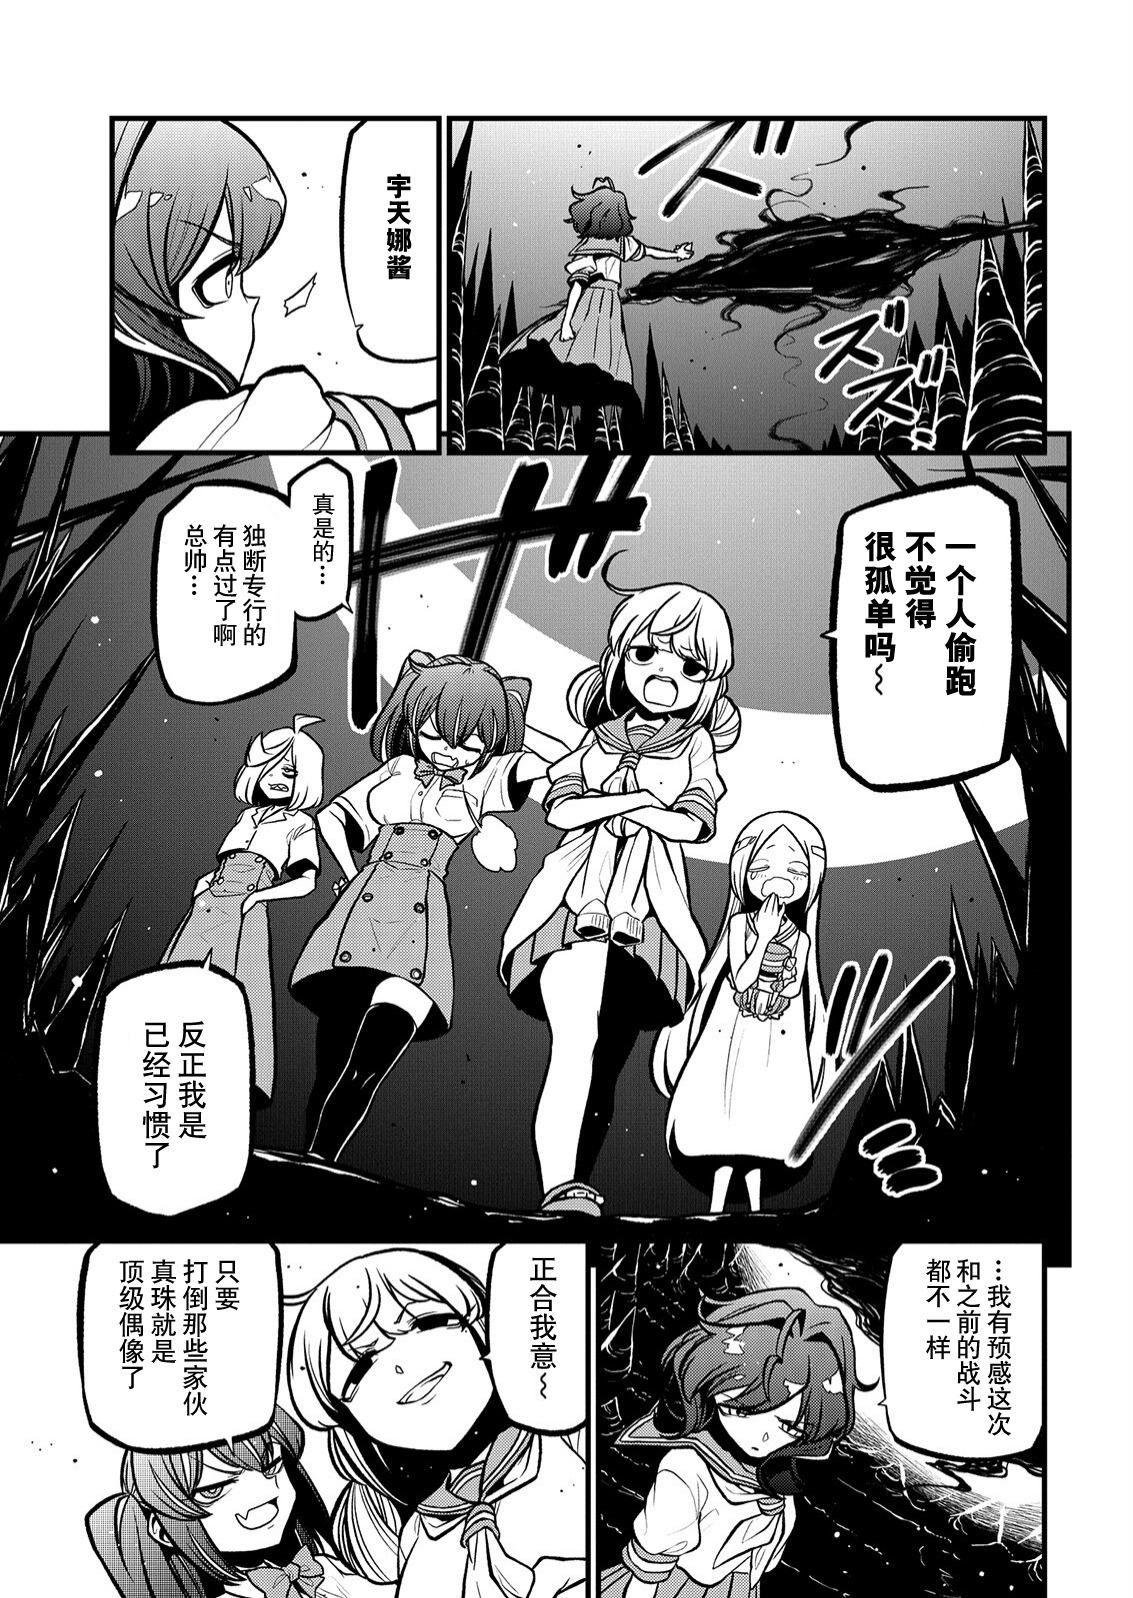 ズズ
ズズズ…
宇天娜酱
一个人偷跑
不觉得
很孤单吗～
真是的…
独断专行的
有点过了啊
总帅…
反正我是
已经习惯了
…我有预感这次
和之前的战斗
都不一样
正合我意～
只要
打倒那些家伙
真珠就是
顶级偶像了